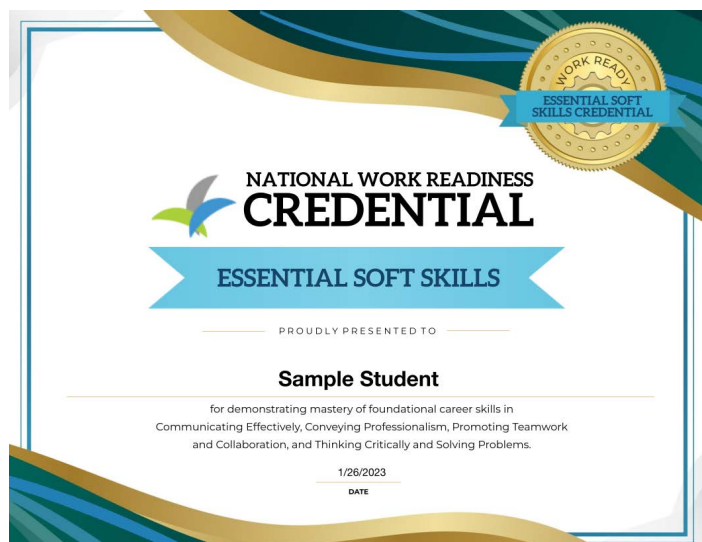 WORK READY
ESSENTIAL SOFT
SKILLS CREDENTIAL
NATIONAL WORK READINESS
CREDENTIAL
ESSENTIAL SOFT SKILLS
PROUDLY PRESENTED TO
Sample Student
for demonstrating mastery of foundational career skills in
Communicating Effectively, Conveying Professionalism, Promoting Teamwork
and Collaboration, and Thinking Critically and Solving Problems.
1/26/2023
DATE